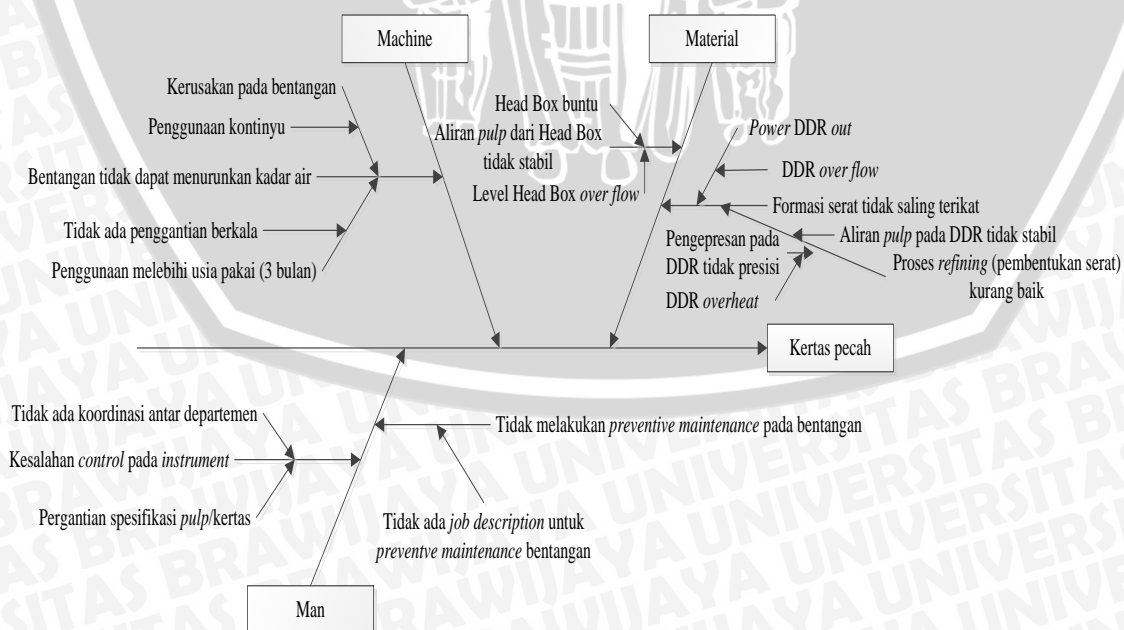 Machine
Material
Kerusakan pada bentangan
Penggunaan kontinyu
Bentangan tidak dapat menurunkan kadar air
Tidak ada penggantian berkala
Penggunaan melebihi usia pakai (3 bulan)
Head Box buntu
Aliran pulp dari Head Box
tidak stabil
Level Head Box over flow
Power DDR out
DDR over flow
Formasi serat tidak saling terikat
Aliran pulp pada DDR tidak stabil
Pengepresan pada
DDR tidak presisi
DDR overheat
Proses refining (pembentukan serat)
kurang baik
Kertas pecah
Tidak ada koordinasi antar departemen
Kesalahan control pada instrument
Pergantian spesifikasi pulp/kertas
Tidak melakukan preventive maintenance pada bentangan
Tidak ada job description untuk
preventve maintenance bentangan
Man